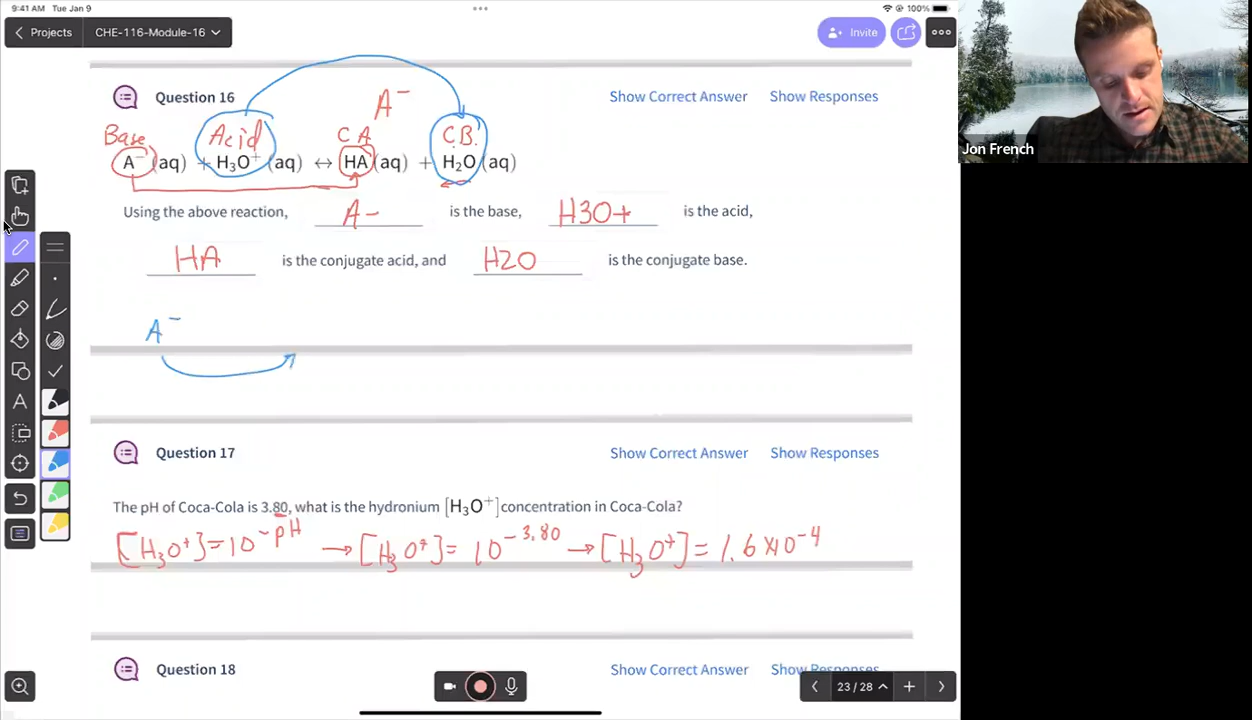 9:41 AM Tue Jan 9
100%
Projects
CHE-116-Module-16
Invite
Jon French
Question 16
Show Correct Answer
Show Responses
A⁻
Base
Acid
C A
C.B.
A⁻(aq) + H₃O⁺(aq) ↔ HA(aq) + H₂O(aq)
Using the above reaction, A- is the base, H3O+ is the acid,
HA is the conjugate acid, and H2O is the conjugate base.
A⁻
Question 17
Show Correct Answer
Show Responses
The pH of Coca-Cola is 3.80, what is the hydronium [H₃O⁺] concentration in Coca-Cola?
[H₃O⁺]=10^-pH → [H₃O⁺]= 10^-3.80 → [H₃O⁺]= 1.6×10^-4
Question 18
Show Correct Answer
Show Responses
23 / 28